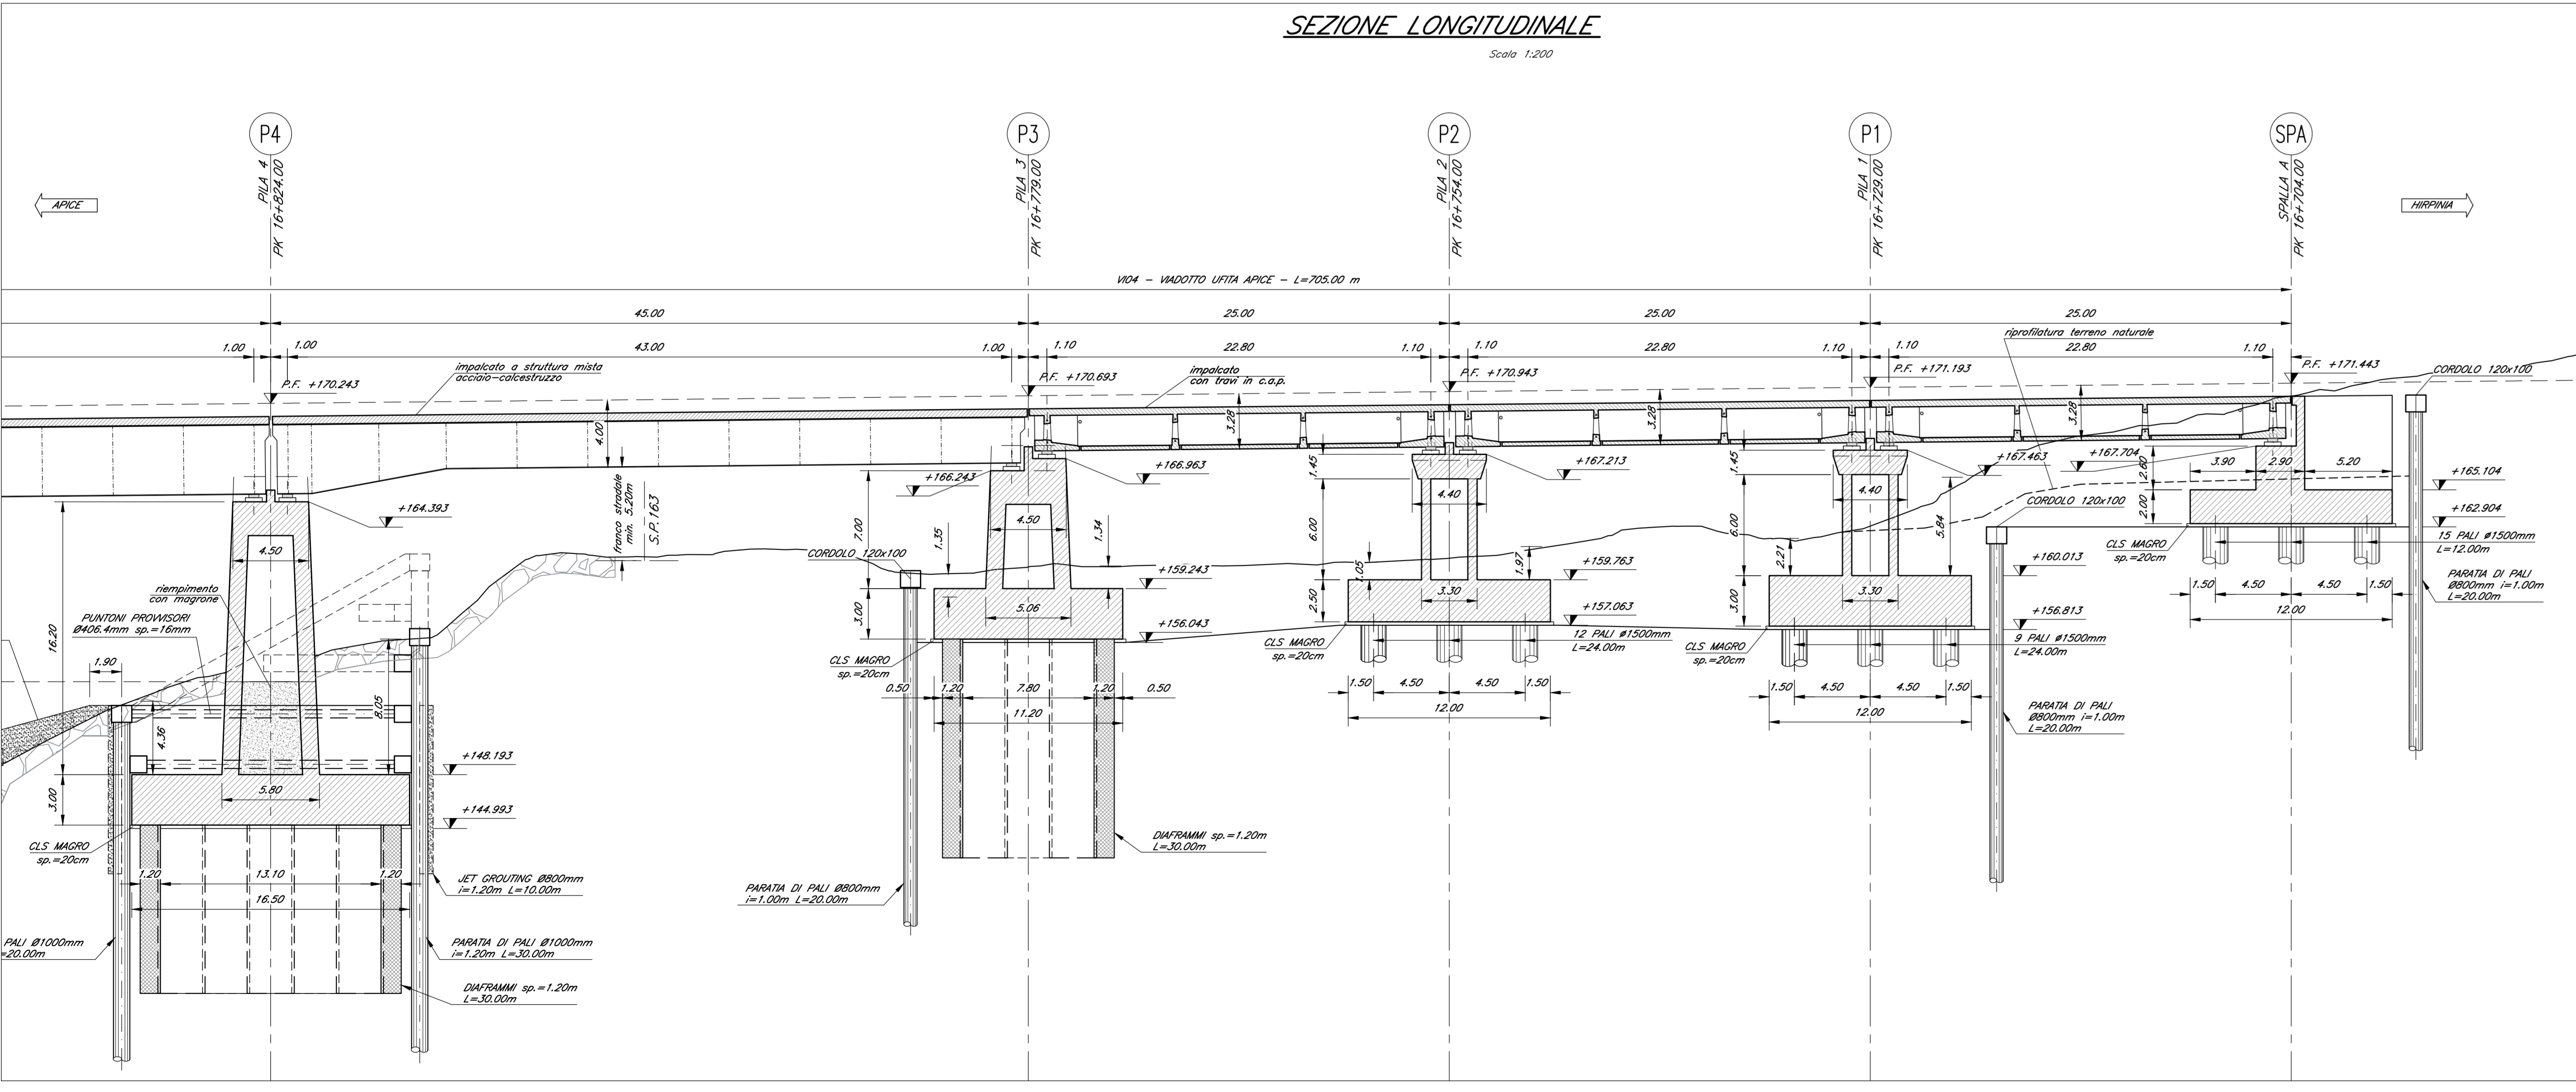 SEZIONE LONGITUDINALE
Scala 1:200
P4
P3
P2
P1
SPA
PILA 4
PK 16+824.00
PILA 3
PK 16+779.00
PILA 2
PK 16+754.00
PILA 1
PK 16+729.00
SPALLA A
PK 16+704.00
APICE
HIRPINIA
VI04 - VIADOTTO UFITA APICE - L=705.00 m
45.00
25.00
25.00
25.00
riprofilatura terreno naturale
1.00
1.00
43.00
1.00
1.10
22.80
1.10
1.10
22.80
1.10
1.10
22.80
1.10
impalcato a struttura mista
acciaio-calcestruzzo
impalcato
con travi in c.a.p.
P.F. +170.243
P.F. +170.693
P.F. +170.943
P.F. +171.193
P.F. +171.443
CORDOLO 120x100
4.00
3.28
3.28
3.28
+166.243
+166.963
+167.213
+167.463
+167.704
+164.393
franco stradale
min. 5.20m
S.P.163
7.00
4.50
1.35
1.34
1.45
4.40
6.00
1.05
1.97
1.45
4.40
6.00
2.21
5.84
2.60
2.00
3.90
2.90
5.20
+165.104
+162.904
CORDOLO 120x100
CORDOLO 120x100
4.50
16.20
riempimento
con magrone
PUNTONI PROVVISORI
Ø406.4mm sp.=16mm
1.90
4.36
8.05
+159.243
+156.043
3.00
5.06
CLS MAGRO
sp.=20cm
0.50
1.20
7.80
1.20
0.50
11.20
+159.763
+157.063
2.50
3.30
CLS MAGRO
sp.=20cm
12 PALI Ø1500mm
L=24.00m
1.50
4.50
4.50
1.50
12.00
+160.013
+156.813
3.00
3.30
CLS MAGRO
sp.=20cm
9 PALI Ø1500mm
L=24.00m
1.50
4.50
4.50
1.50
12.00
CLS MAGRO
sp.=20cm
15 PALI Ø1500mm
L=12.00m
1.50
4.50
4.50
1.50
12.00
PARATIA DI PALI
Ø800mm i=1.00m
L=20.00m
PARATIA DI PALI
Ø800mm i=1.00m
L=20.00m
+148.193
+144.993
3.00
5.80
CLS MAGRO
sp.=20cm
1.20
13.10
1.20
16.50
JET GROUTING Ø800mm
i=1.20m L=10.00m
DIAFRAMMI sp.=1.20m
L=30.00m
PARATIA DI PALI Ø800mm
i=1.00m L=20.00m
PALI Ø1000mm
=20.00m
PARATIA DI PALI Ø1000mm
i=1.20m L=30.00m
DIAFRAMMI sp.=1.20m
L=30.00m